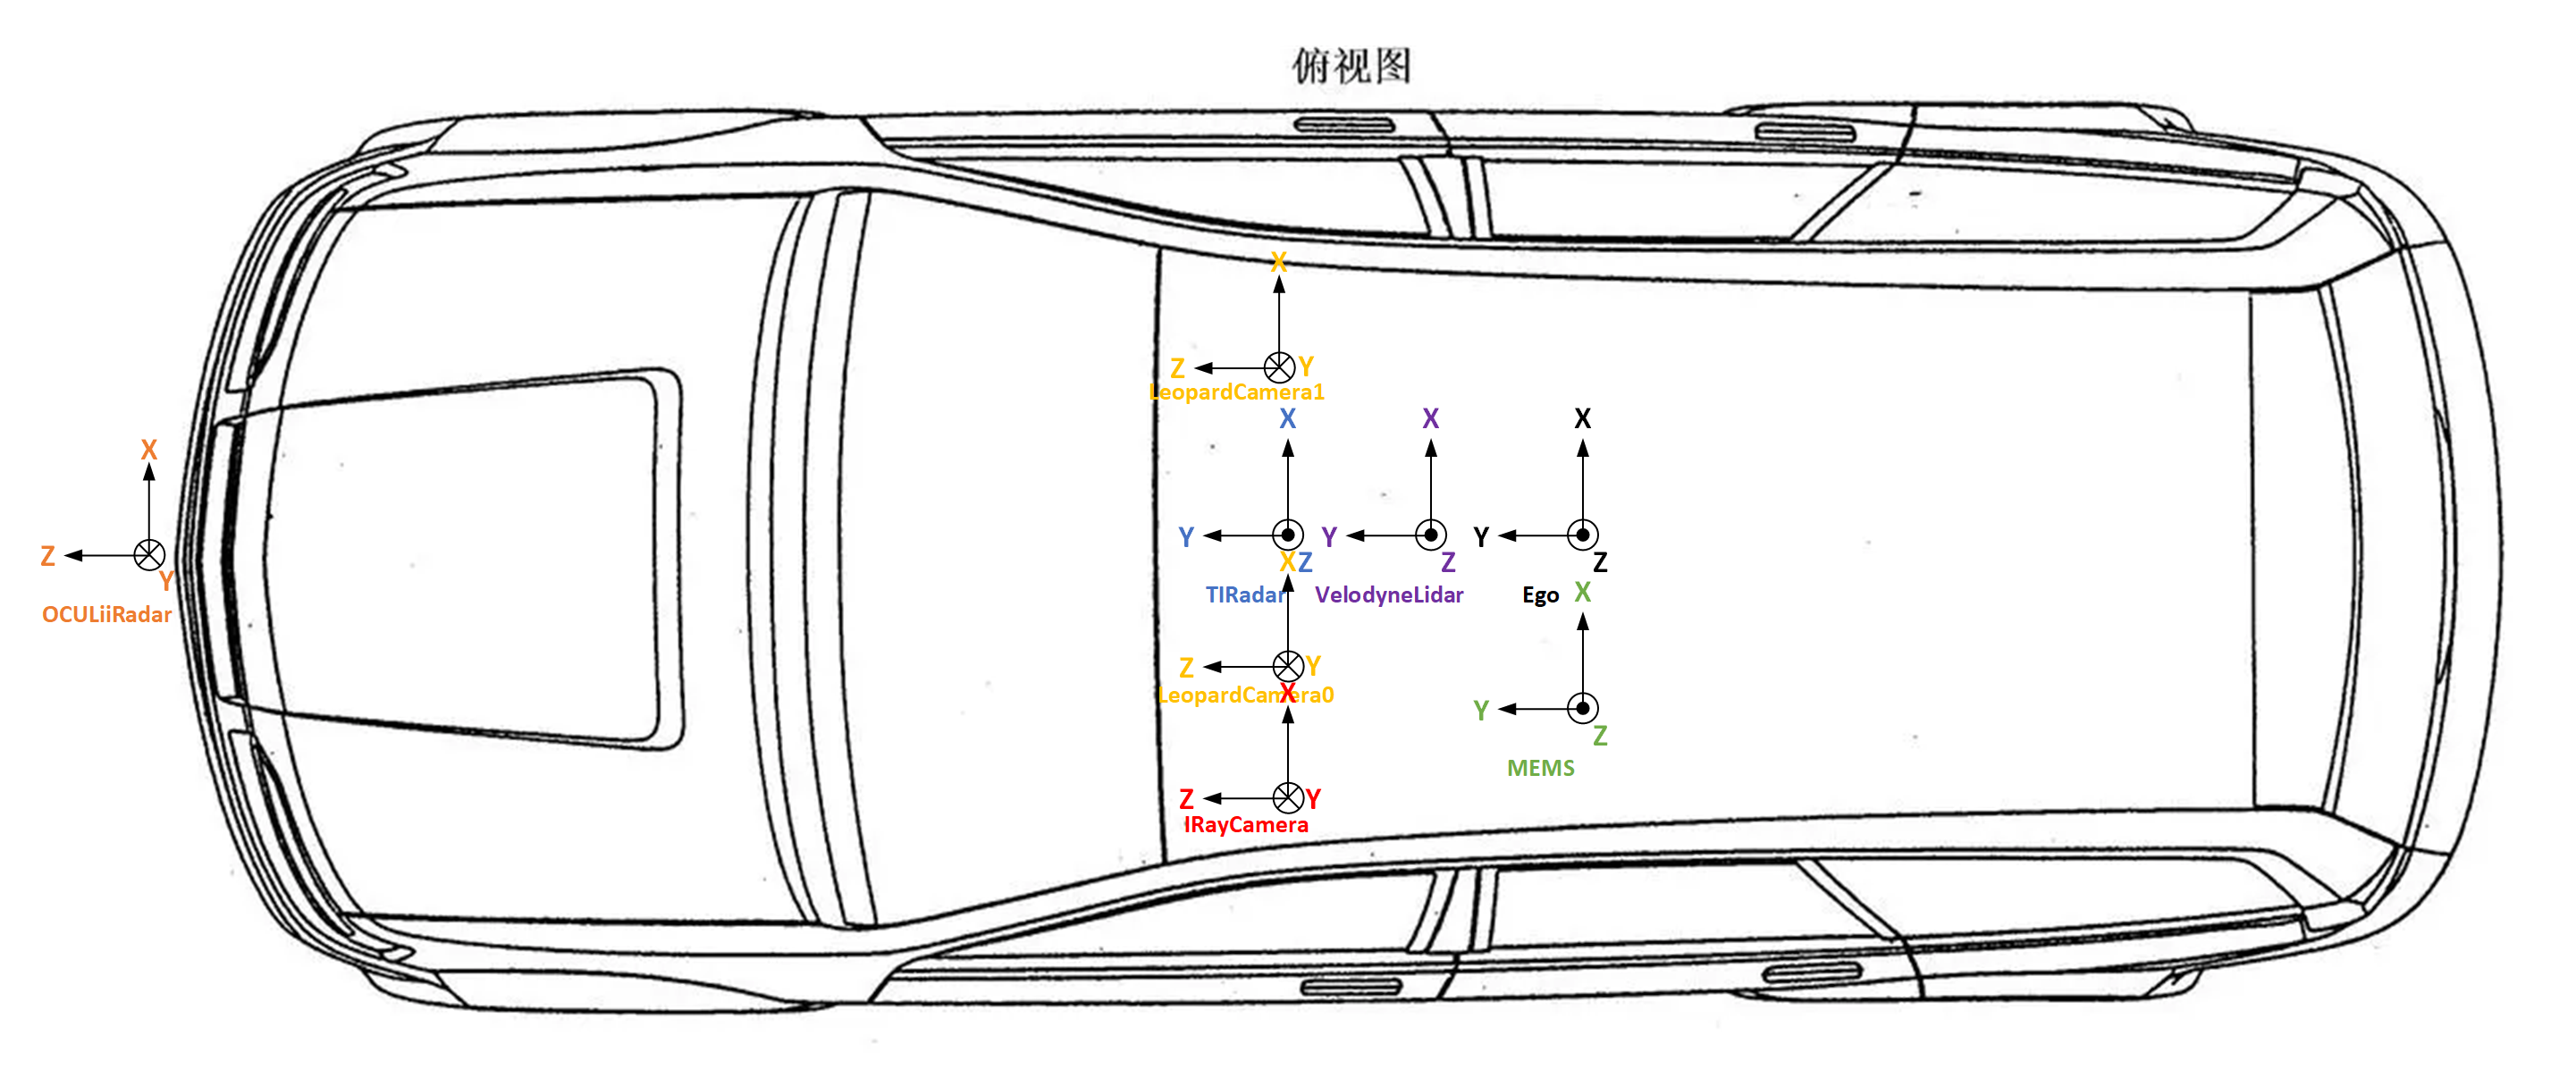 俯视图
X
Z Y
LeopardCamera1
X X X
X
Y Y Y
Z Y
X Z Z Z
OCULiiRadar
TIRadar VelodyneLidar Ego X
Z Y
LeopardCamera0
X
Y Z
MEMS
Z Y
IRayCamera